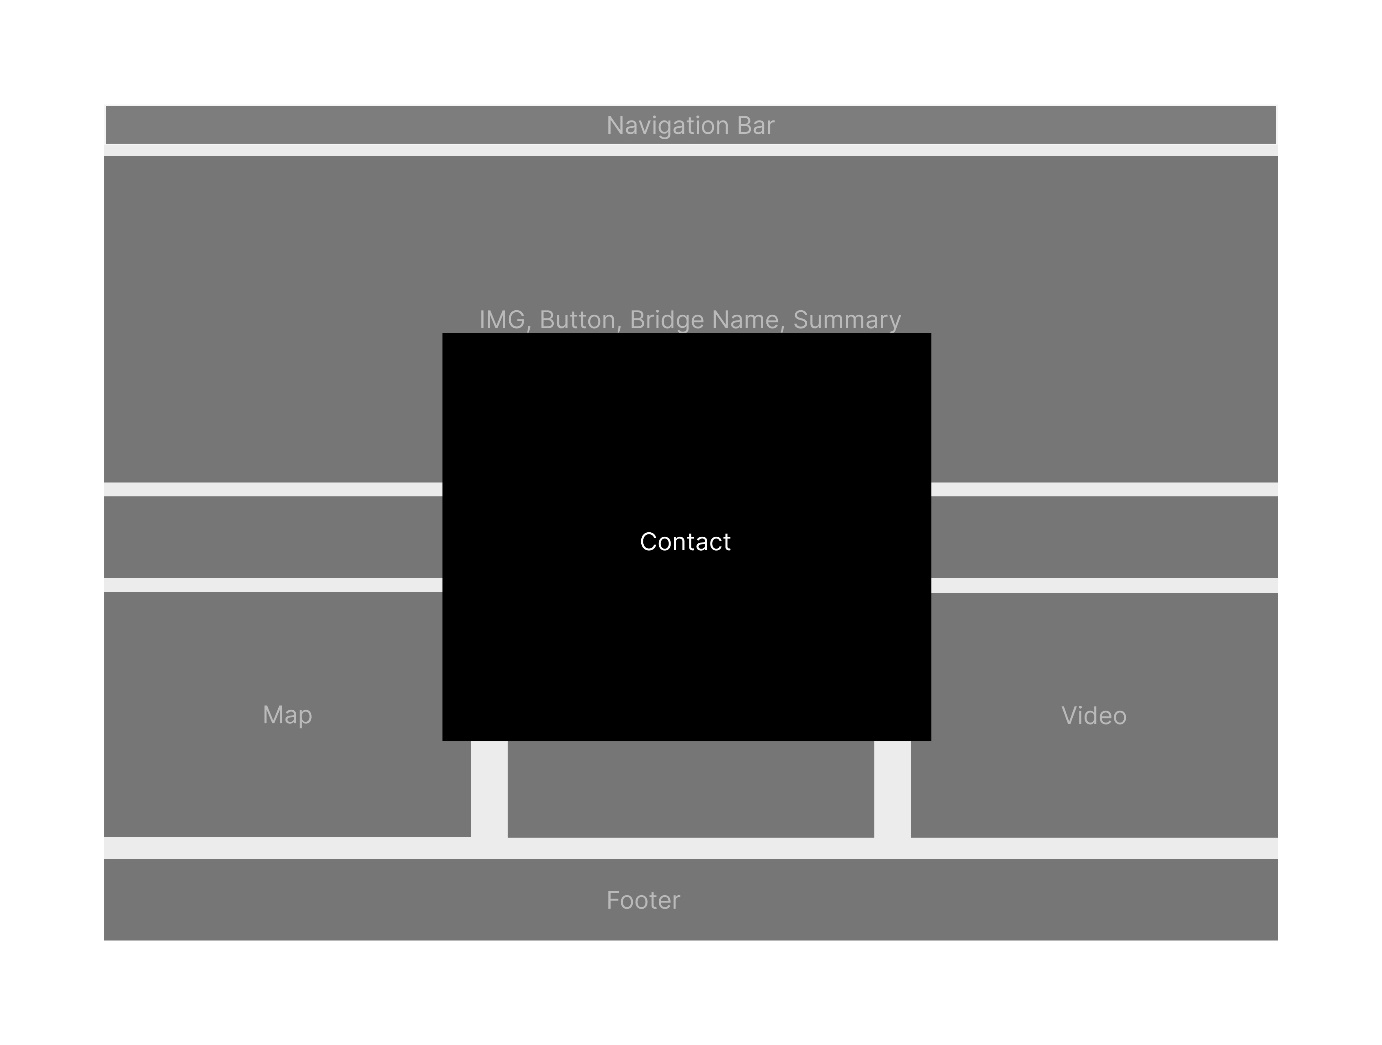 Navigation Bar
IMG, Button, Bridge Name, Summary
Contact
Map
Video
Footer